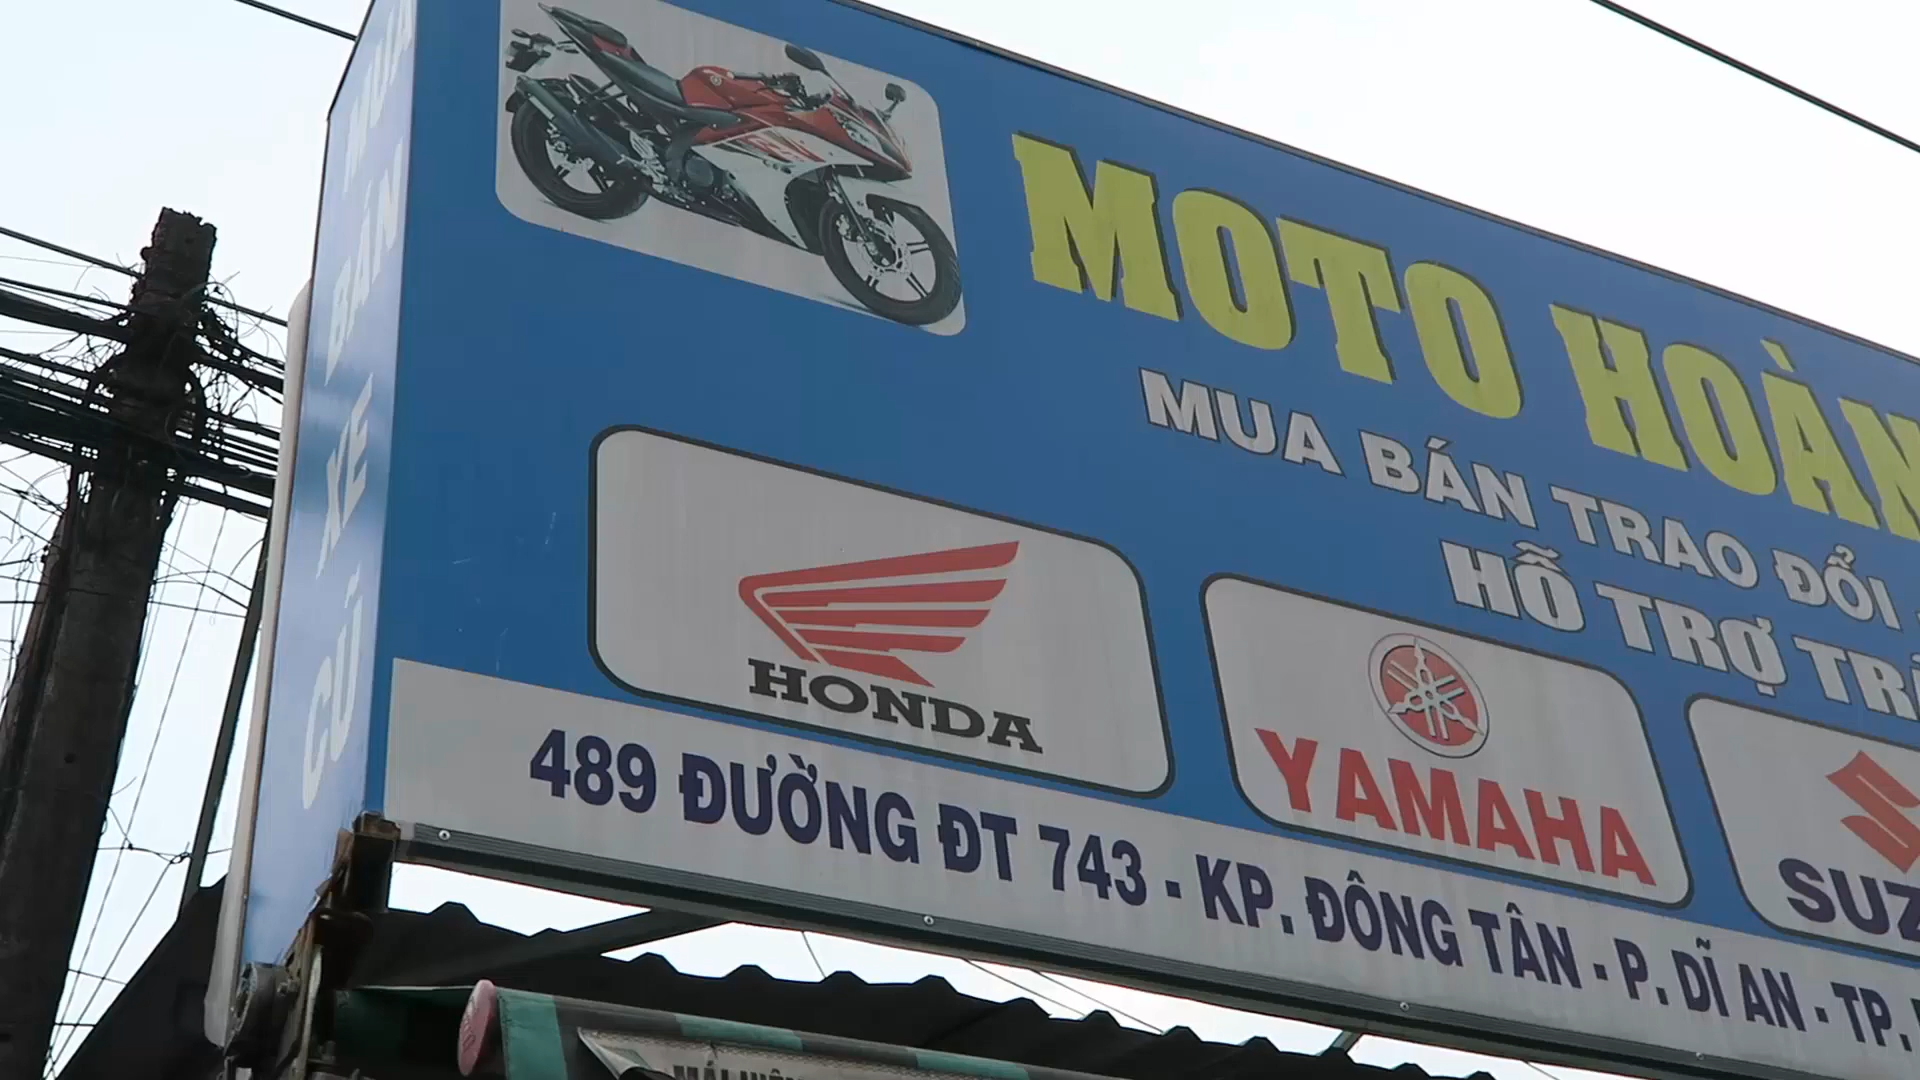 MUA BÁN XE CŨ
MOTO HOÀN
MUA BÁN TRAO ĐỔI
HỖ TRỢ
HONDA
YAMAHA
SUZ
489 ĐƯỜNG ĐT 743 - KP. ĐÔNG TÂN - P. DĨ AN - TP.